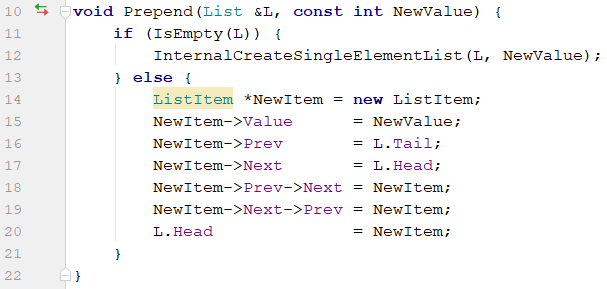 10 void Prepend(List &L, const int NewValue) {
11     if (IsEmpty(L)) {
12         InternalCreateSingleElementList(L, NewValue);
13     } else {
14         ListItem *NewItem = new ListItem;
15         NewItem->Value      = NewValue;
16         NewItem->Prev       = L.Tail;
17         NewItem->Next       = L.Head;
18         NewItem->Prev->Next = NewItem;
19         NewItem->Next->Prev = NewItem;
20         L.Head              = NewItem;
21     }
22 }